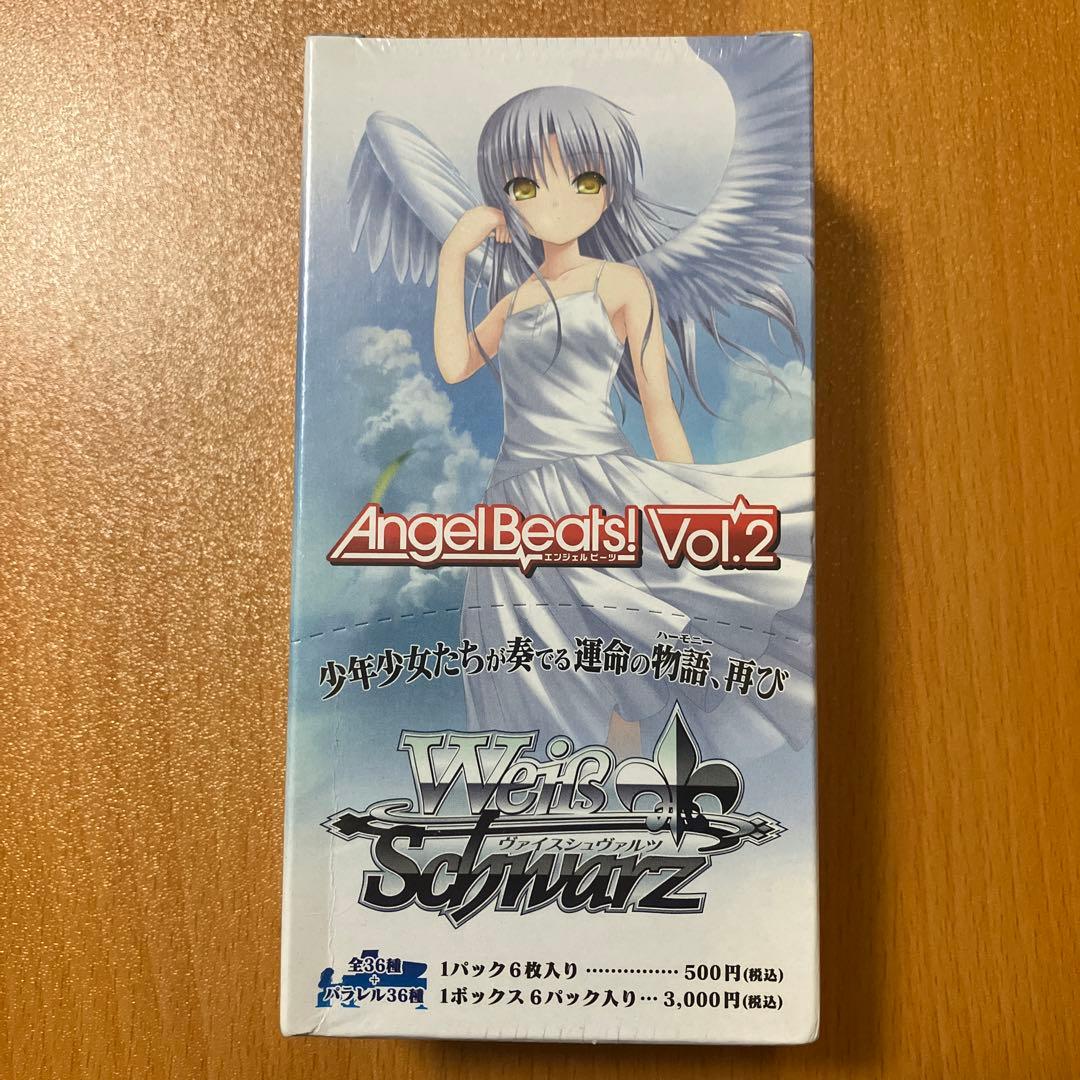 Angel Beats! Vol.2
エンジェルビーツ
ハーモニー
少年少女たちが奏でる運命の物語、再び
Weiß
ヴァイスシュヴァルツ
Schwarz
全36種
+
パラレル36種
1パック6枚入り ............... 500円(税込)
1ボックス6パック入り... 3,000円(税込)